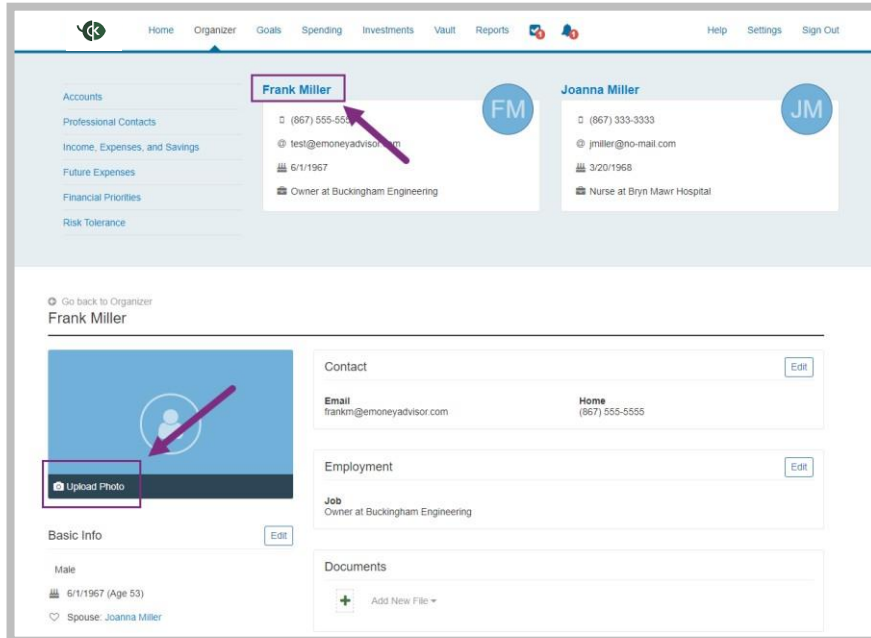 CK
Home Organizer Goals Spending Investments Vault Reports 1 1 Help Settings Sign Out
Accounts
Professional Contacts
Income, Expenses, and Savings
Future Expenses
Financial Priorities
Risk Tolerance
Frank Miller
FM
(867) 555-555
@ test@emoneyadvisor.com
6/1/1967
Owner at Buckingham Engineering
Joanna Miller
JM
(867) 333-3333
@ jmiller@no-mail.com
3/20/1968
Nurse at Bryn Mawr Hospital
Go back to Organizer
Frank Miller
Upload Photo
Basic Info Edit
Male
6/1/1967 (Age 53)
Spouse: Joanna Miller
Contact Edit
Email Home
frankm@emoneyadvisor.com (867) 555-5555
Employment Edit
Job
Owner at Buckingham Engineering
Documents
Add New File